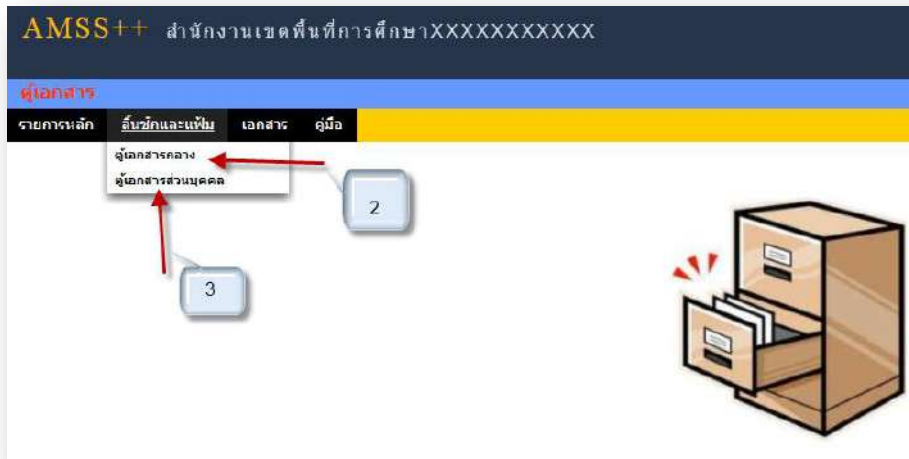 AMSS++ สำนักงานเขตพื้นที่การศึกษาXXXXXXXXXXX
ตู้เอกสาร
รายการหลัก ลิ้นชักและแฟ้ม เอกสาร คู่มือ
ตู้เอกสารกลาง
ตู้เอกสารส่วนบุคคล
2
3